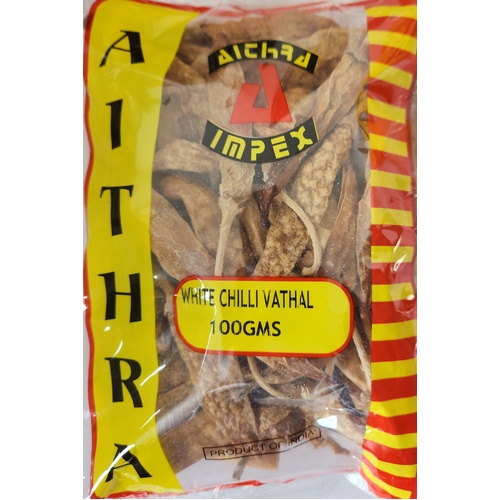 AITHRA
AITHRA
IMPEX
WHITE CHILLI VATHAL
100GMS
PRODUCT OF INDIA